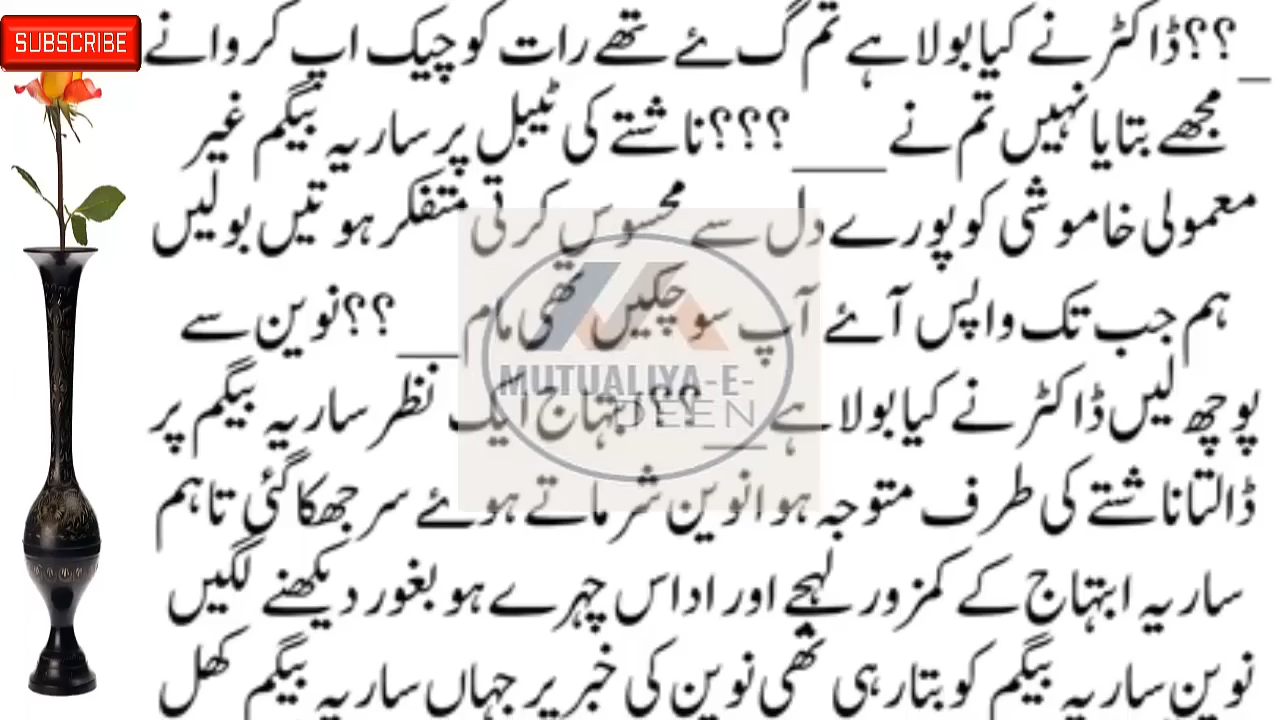 SUBSCRIBE
؟؟ڈاکٹر نے کیا بولا ہے تم گۓ تھے رات کو چیک اپ کروانے
_
مجھے بتایا نہیں تم نے____؟؟؟ناشتے کی ٹیبل پر ساریہ بیگم غیر
معمولی خاموشی کو پورے دل سے محسوس کرتی متفکر ہوتیں بولیں
ہم جب تک واپس آۓ آپ سو چکیں تھی مام___؟؟نوین سے
پوچھ لیں ڈاکٹر نے کیا بولا ہے___؟؟ابتہاج ایک نظر ساریہ بیگم پر
ڈالتا ناشتے کی طرف متوجہ ہوا نوین شرماتے ہوۓ سر جھکا گئی تاہم
ساریہ ابتہاج کے کمزور لہجے اور اداس چہرے ہو بغور دیکھنے لگیں
نوین ساریہ بیگم کو بتا رہی تھی نوین کی خبر پر جہاں ساریہ بیگم کھل
MUTUALIYA-E-
DEEN